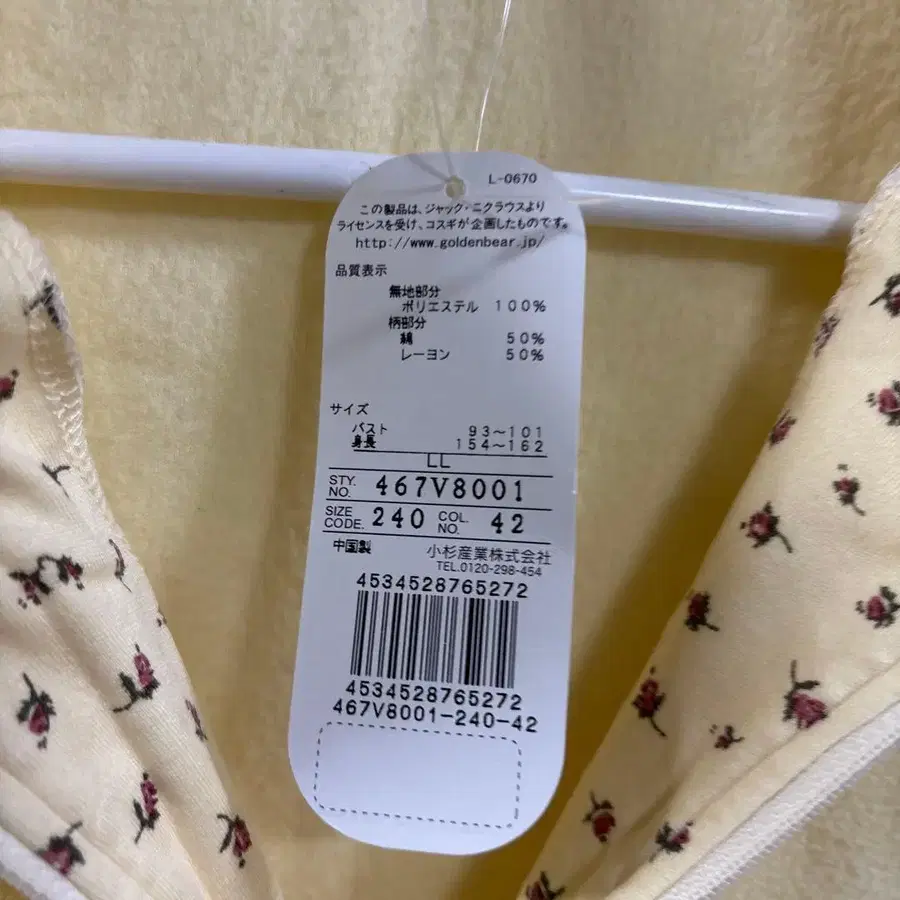 L-0670
この製品は、ジャック・ニクラウスより
ライセンスを受け、コスギが企画したものです。
http://www.goldenbear.jp/
品質表示
無地部分
ポリエステル 100%
柄部分
綿 50%
レーヨン 50%
サイズ
バスト 93~101
身長 154~162
LL
STY. NO. 467V8001
SIZE CODE. 240 COL. NO. 42
中国製 小杉産業株式会社
TEL.0120-298-454
4534528765272
4534528765272
467V8001-240-42